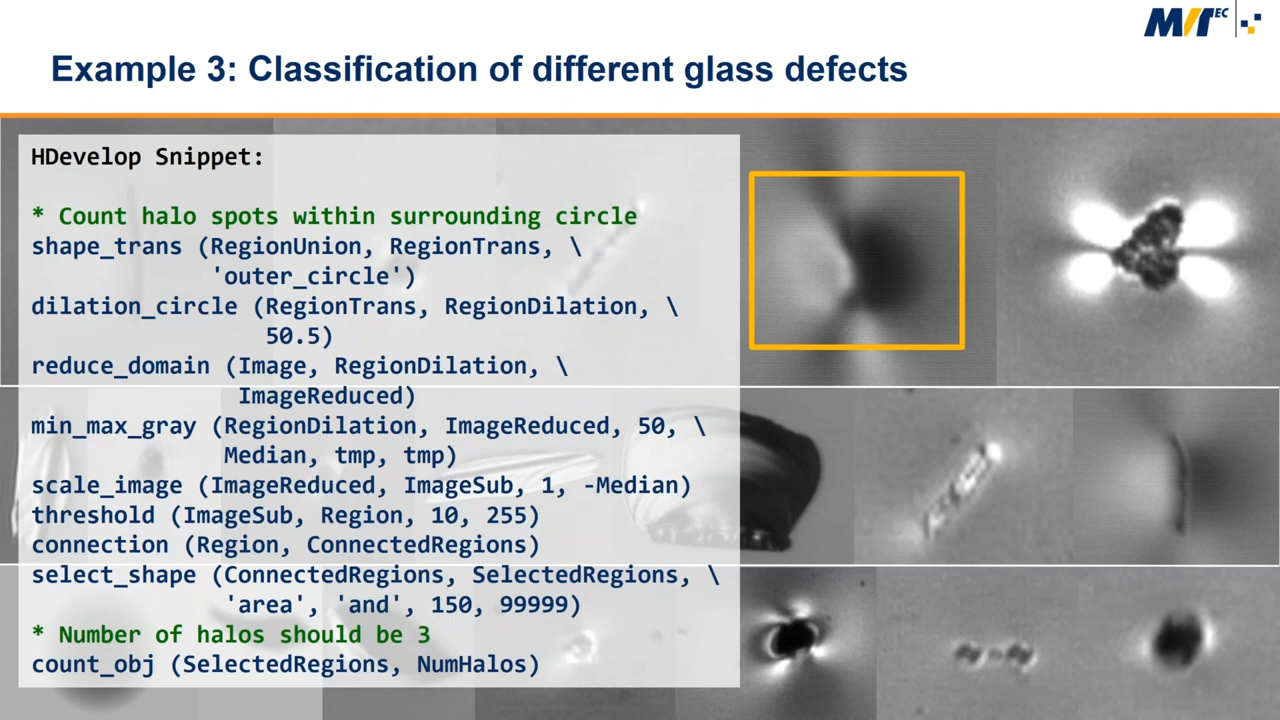 MVTEC
Example 3: Classification of different glass defects
HDevelop Snippet:
* Count halo spots within surrounding circle
shape_trans (RegionUnion, RegionTrans, \
'outer_circle')
dilation_circle (RegionTrans, RegionDilation, \
50.5)
reduce_domain (Image, RegionDilation, \
ImageReduced)
min_max_gray (RegionDilation, ImageReduced, 50, \
Median, tmp, tmp)
scale_image (ImageReduced, ImageSub, 1, -Median)
threshold (ImageSub, Region, 10, 255)
connection (Region, ConnectedRegions)
select_shape (ConnectedRegions, SelectedRegions, \
'area', 'and', 150, 99999)
* Number of halos should be 3
count_obj (SelectedRegions, NumHalos)